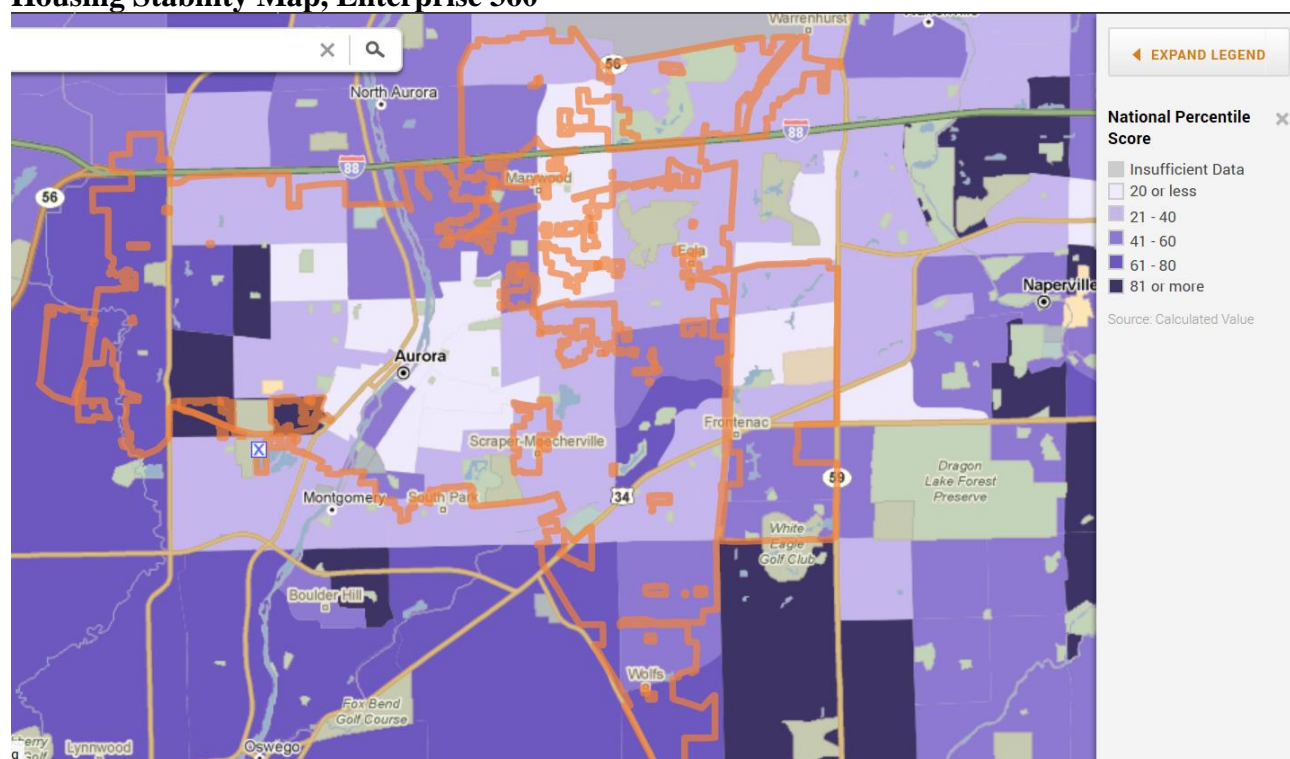 Housing Stability Map, Enterprise 360
Warrenhurst
56
North Aurora
88
88
Marywood
56
Eola
Naperville
Aurora
Frontenac
Scraper-Moecherville
Dragon
Lake Forest
Preserve
59
34
Montgomery
South Park
White
Eagle
Golf Club
X
Boulder Hill
Wolfs
Fox Bend
Golf Course
Lynnwood
Oswego
EXPAND LEGEND
National Percentile
Score
Insufficient Data
20 or less
21 - 40
41 - 60
61 - 80
81 or more
Source: Calculated Value